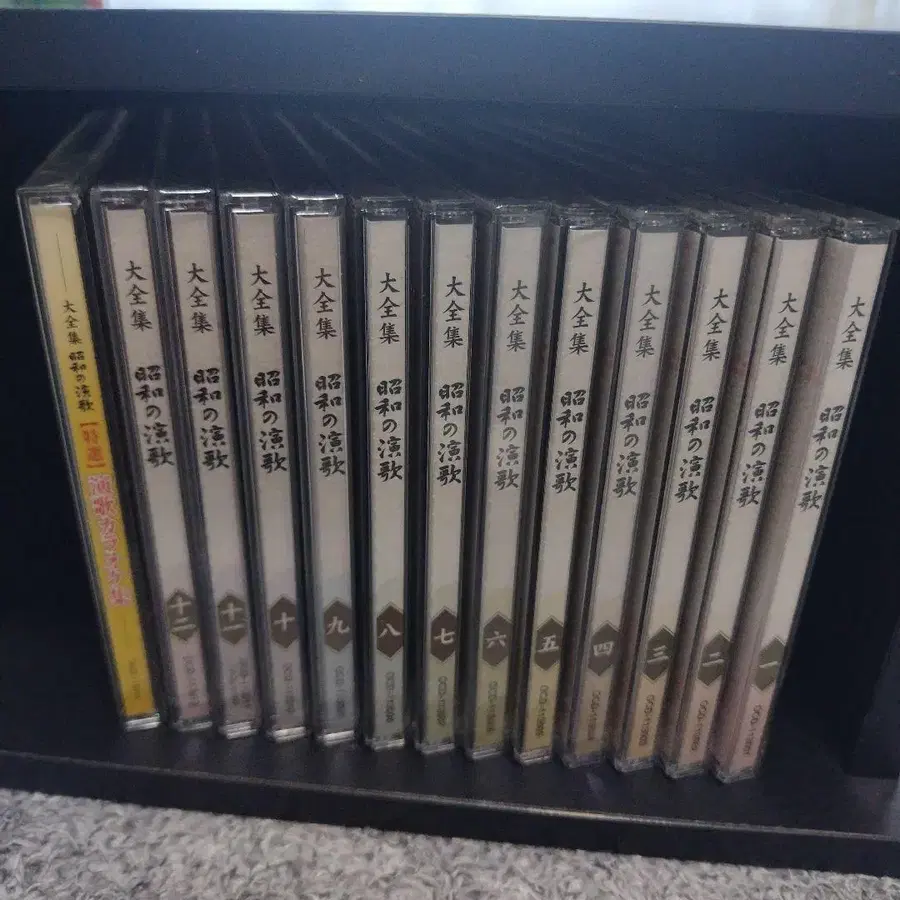 大全集 昭和の演歌 【特選】演歌カラオケ集
大全集 昭和の演歌 十二
大全集 昭和の演歌 十一
大全集 昭和の演歌 十
大全集 昭和の演歌 九
大全集 昭和の演歌 八
大全集 昭和の演歌 七
大全集 昭和の演歌 六
大全集 昭和の演歌 五
大全集 昭和の演歌 四
大全集 昭和の演歌 三
大全集 昭和の演歌 二
大全集 昭和の演歌 一